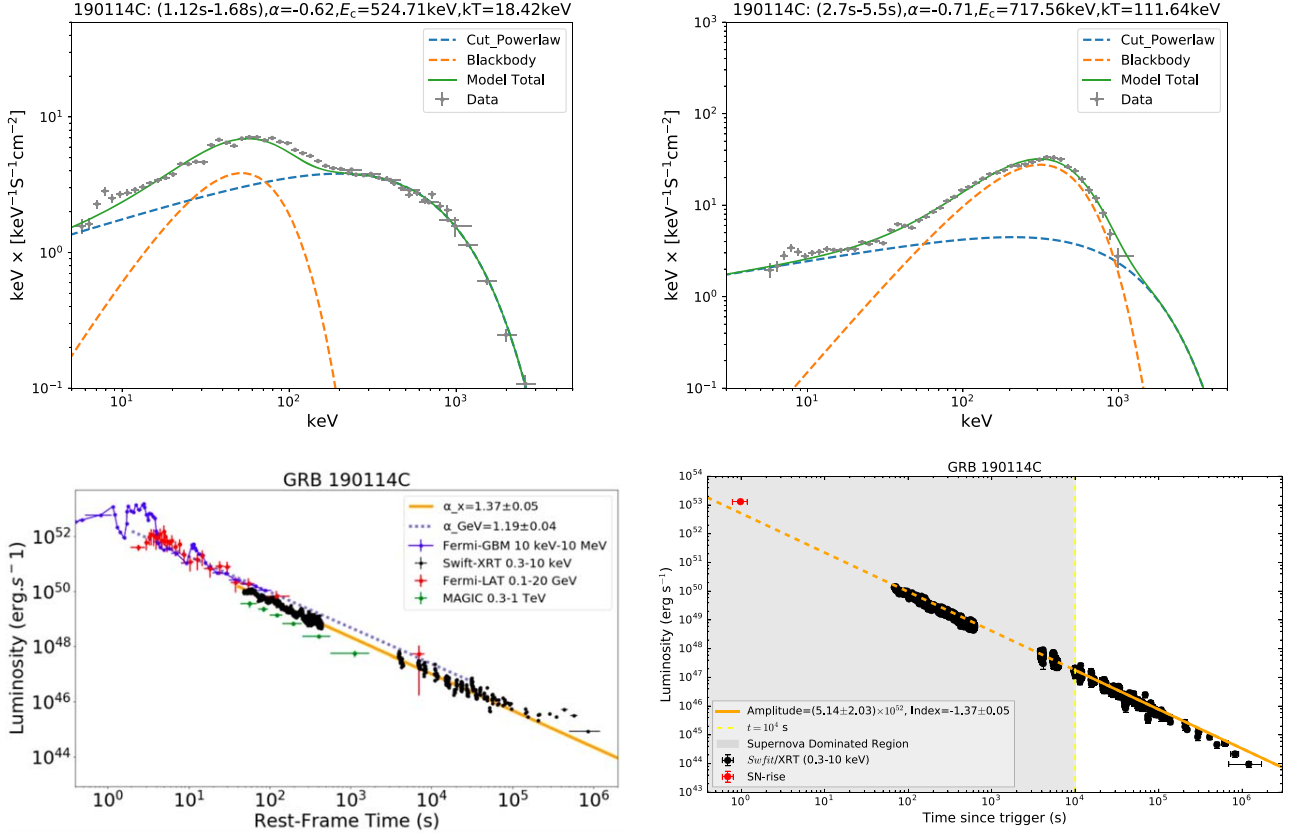 190114C: (1.12s-1.68s),α=-0.62,E_c=524.71keV,kT=18.42keV
Cut_Powerlaw
Blackbody
Model Total
Data
keV × [keV⁻¹S⁻¹cm⁻²]
10¹
10⁰
10⁻¹
10¹ 10² 10³
keV
190114C: (2.7s-5.5s),α=-0.71,E_c=717.56keV,kT=111.64keV
Cut_Powerlaw
Blackbody
Model Total
Data
keV × [keV⁻¹S⁻¹cm⁻²]
10³
10²
10¹
10⁰
10⁻¹
10¹ 10² 10³
keV
GRB 190114C
α_x=1.37±0.05
α_GeV=1.19±0.04
Fermi-GBM 10 keV-10 MeV
Swift-XRT 0.3-10 keV
Fermi-LAT 0.1-20 GeV
MAGIC 0.3-1 TeV
Luminosity (erg.s⁻1)
10⁵²
10⁵⁰
10⁴⁸
10⁴⁶
10⁴⁴
10⁰ 10¹ 10² 10³ 10⁴ 10⁵ 10⁶
Rest-Frame Time (s)
GRB 190114C
Luminosity (erg s⁻¹)
10⁵⁴
10⁵³
10⁵²
10⁵¹
10⁵⁰
10⁴⁹
10⁴⁸
10⁴⁷
10⁴⁶
10⁴⁵
10⁴⁴
10⁴³
Amplitude=(5.14±2.03)×10⁵², Index=-1.37±0.05
t = 10⁴ s
Supernova Dominated Region
Swfit/XRT (0.3-10 keV)
SN-rise
10⁰ 10¹ 10² 10³ 10⁴ 10⁵ 10⁶
Time since trigger (s)